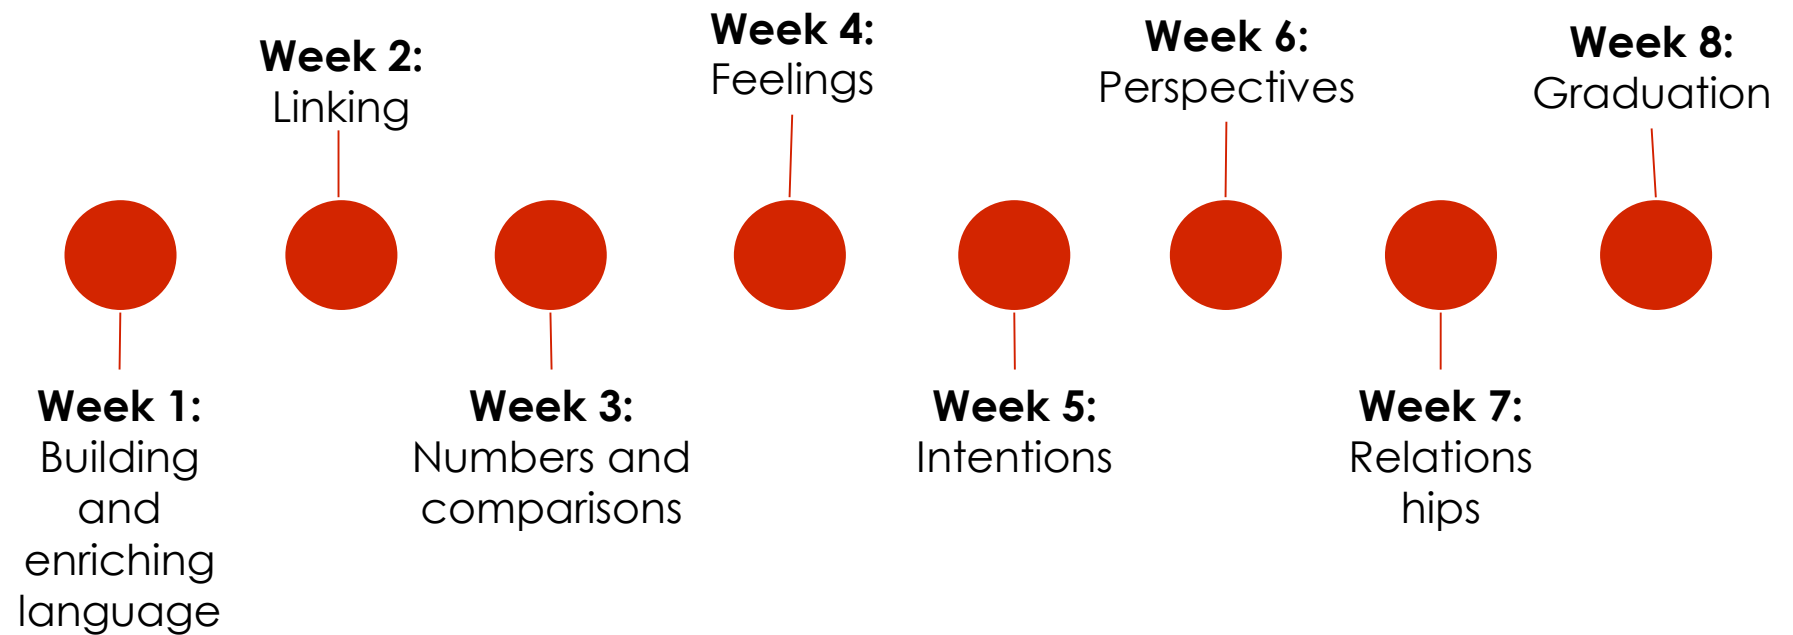 Week 1:
Building
and
enriching
language
Week 2:
Linking
Week 3:
Numbers and
comparisons
Week 4:
Feelings
Week 5:
Intentions
Week 6:
Perspectives
Week 7:
Relations
hips
Week 8:
Graduation